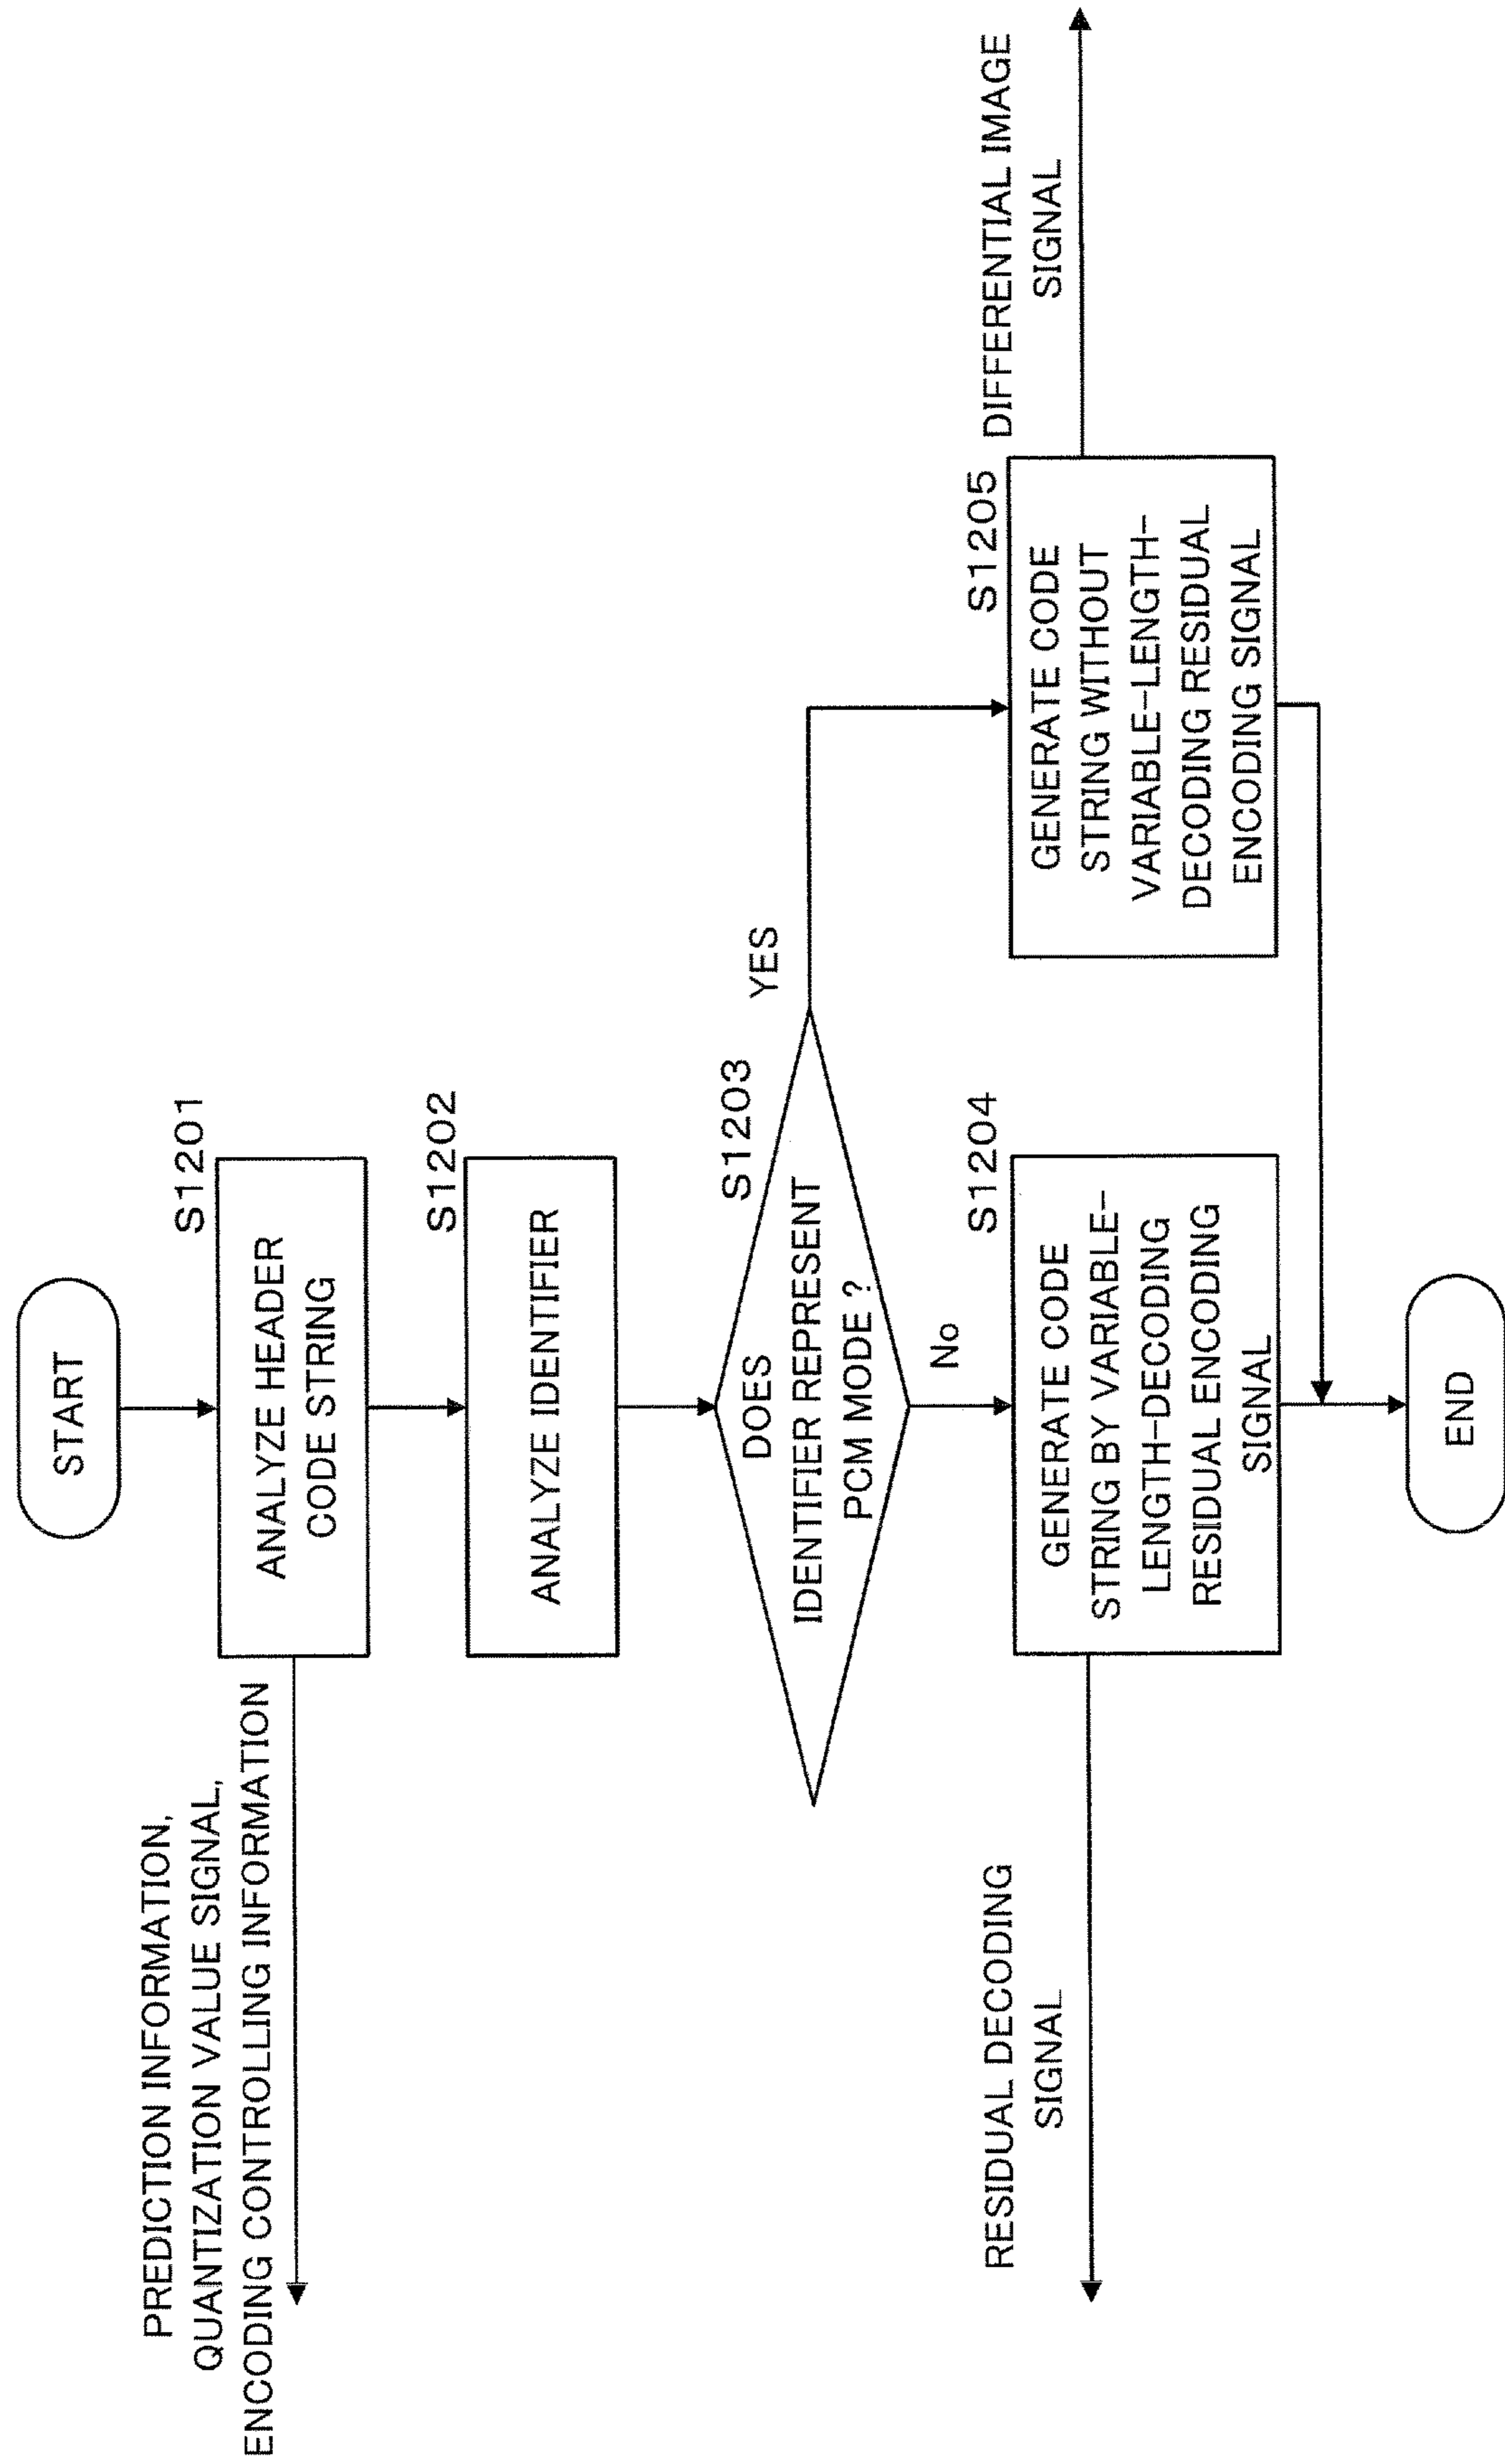 START
S1201
ANALYZE HEADER
CODE STRING
PREDICTION INFORMATION,
QUANTIZATION VALUE SIGNAL,
ENCODING CONTROLLING INFORMATION
S1202
ANALYZE IDENTIFIER
S1203
YES
DOES
IDENTIFIER REPRESENT
PCM MODE ?
No
S1204
GENERATE CODE
STRING BY VARIABLE-
LENGTH-DECODING
RESIDUAL ENCODING
SIGNAL
RESIDUAL DECODING
SIGNAL
S1205
GENERATE CODE
STRING WITHOUT
VARIABLE-LENGTH-
DECODING RESIDUAL
ENCODING SIGNAL
DIFFERENTIAL IMAGE
SIGNAL
END